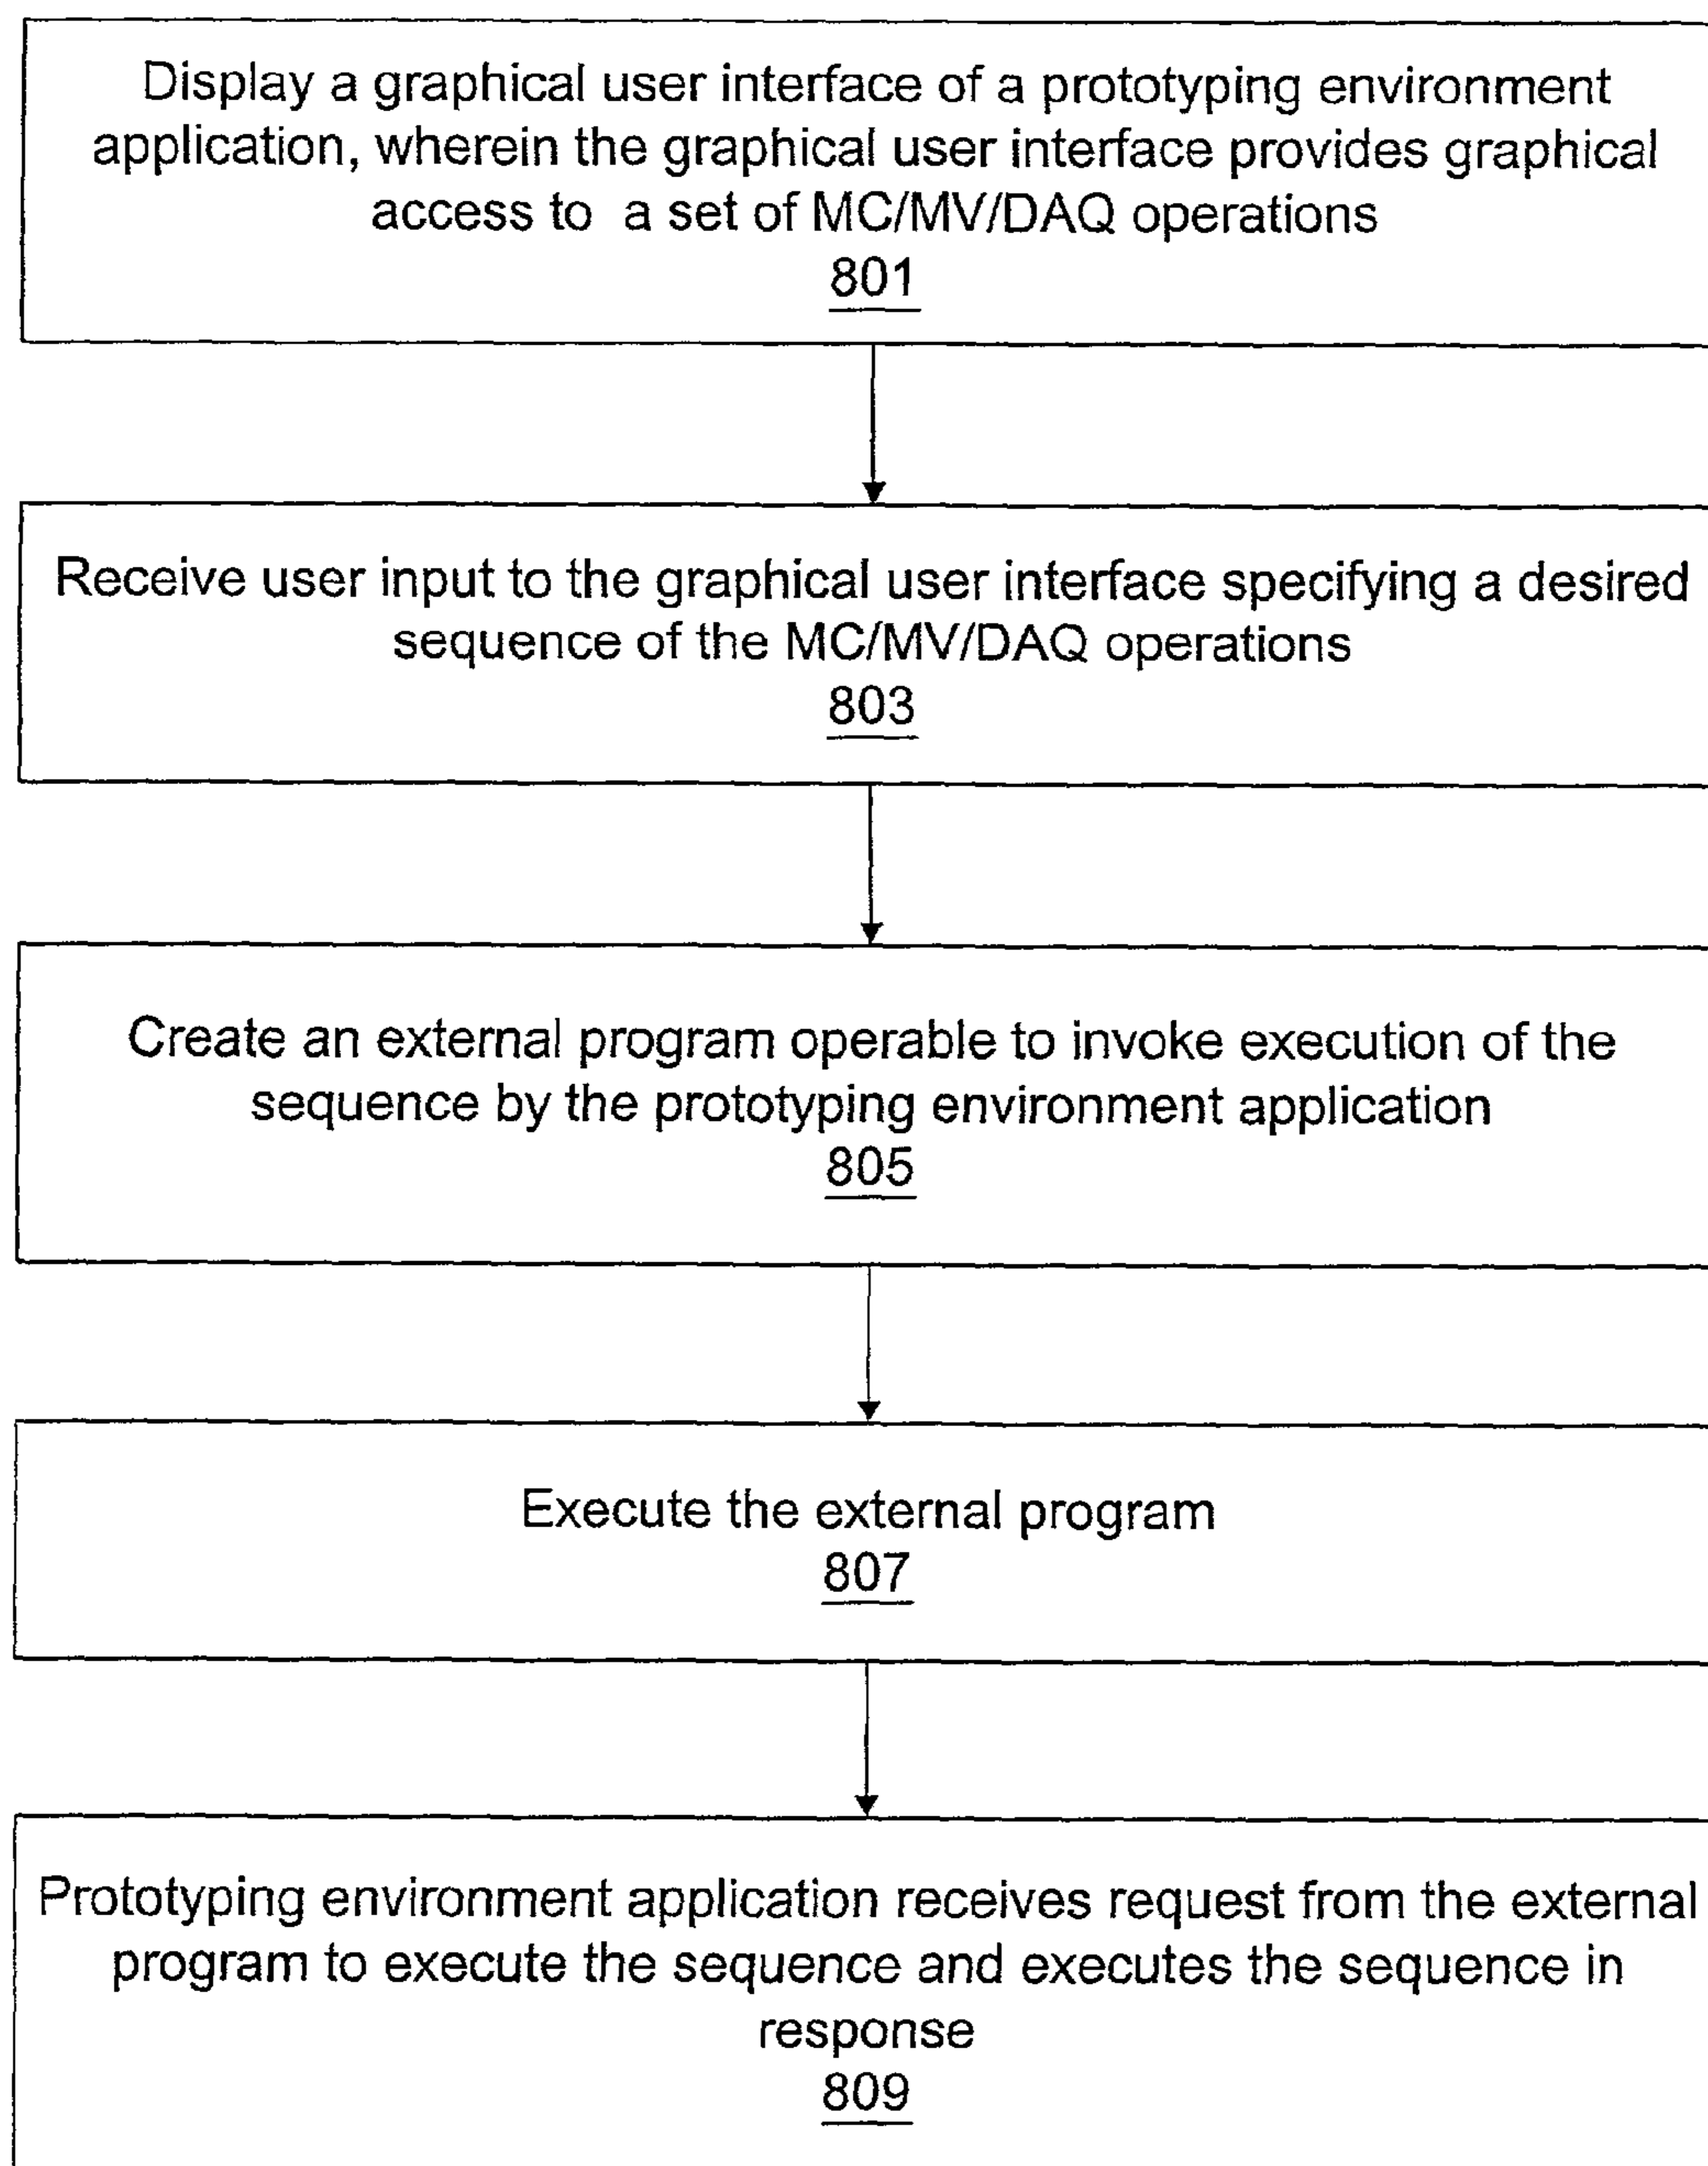 Display a graphical user interface of a prototyping environment
application, wherein the graphical user interface provides graphical
access to a set of MC/MV/DAQ operations
801
Receive user input to the graphical user interface specifying a desired
sequence of the MC/MV/DAQ operations
803
Create an external program operable to invoke execution of the
sequence by the prototyping environment application
805
Execute the external program
807
Prototyping environment application receives request from the external
program to execute the sequence and executes the sequence in
response
809